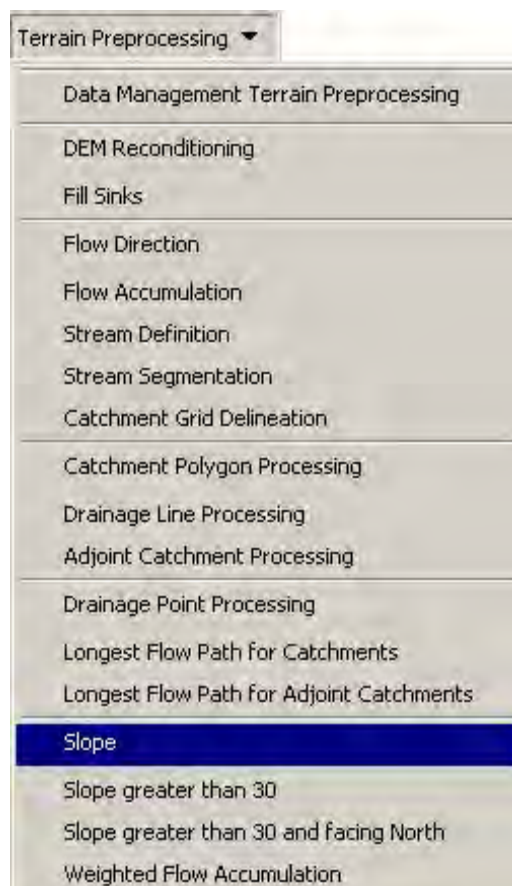 Terrain Preprocessing
Data Management Terrain Preprocessing
DEM Reconditioning
Fill Sinks
Flow Direction
Flow Accumulation
Stream Definition
Stream Segmentation
Catchment Grid Delineation
Catchment Polygon Processing
Drainage Line Processing
Adjoint Catchment Processing
Drainage Point Processing
Longest Flow Path for Catchments
Longest Flow Path for Adjoint Catchments
Slope
Slope greater than 30
Slope greater than 30 and facing North
Weighted Flow Accumulation